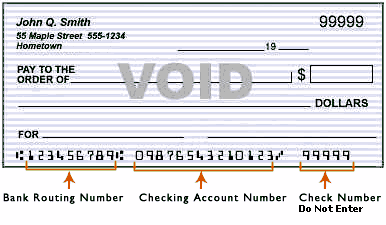 John Q. Smith 99999
55 Maple Street 555-1234
Hometown
19
PAY TO THE
ORDER OF $
VOID
DOLLARS
FOR
⑆123456789⑆ 09876543210123⑈ 99999
Bank Routing Number Checking Account Number Check Number
Do Not Enter